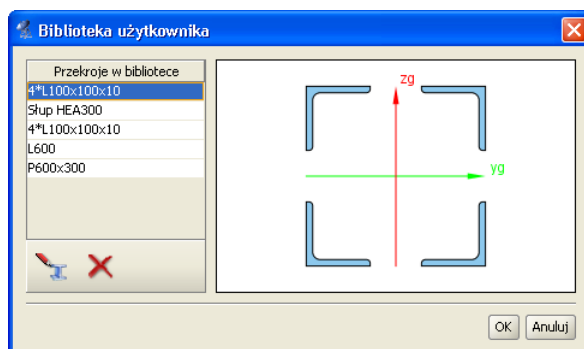 Biblioteka użytkownika
Przekroje w bibliotece
4*L100x100x10
Słup HEA300
4*L100x100x10
L600
P600x300
zg
yg
OK Anuluj